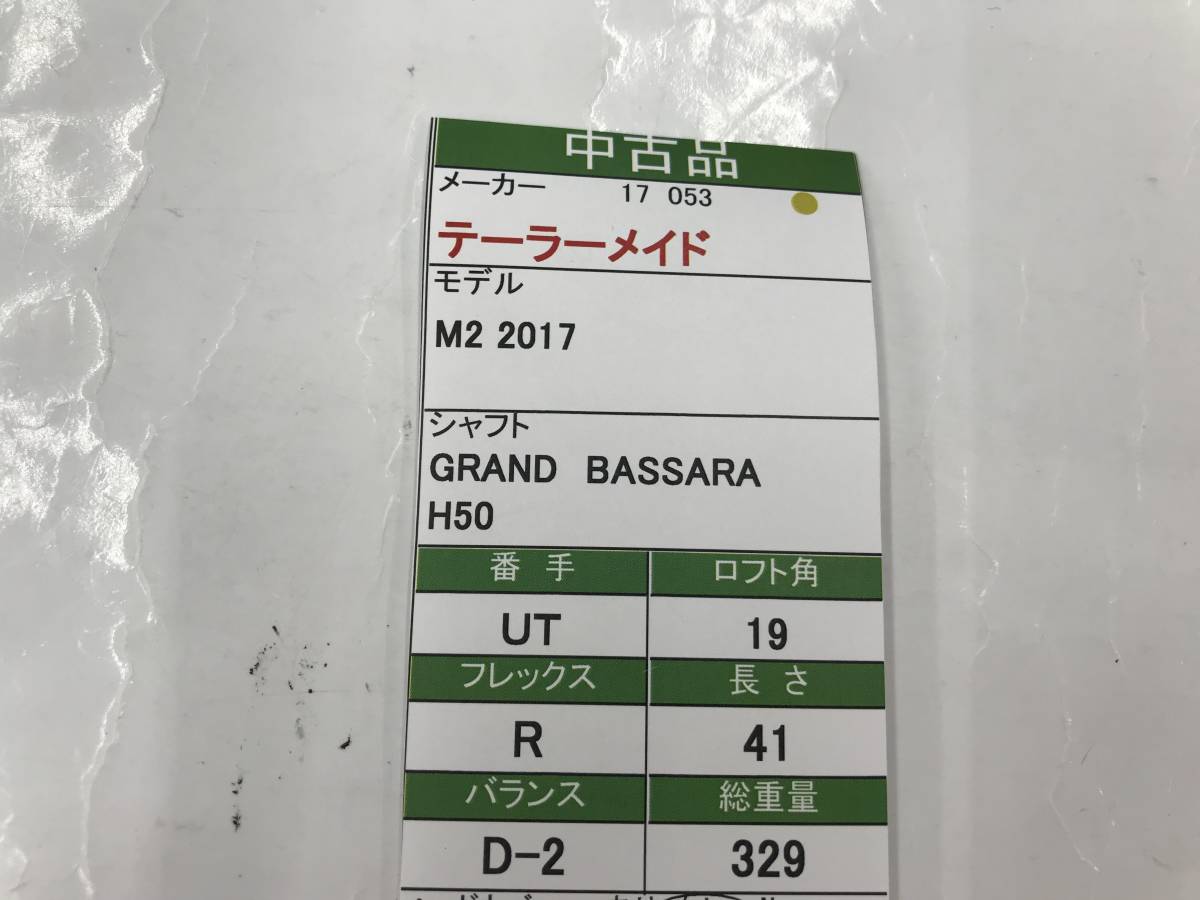 中古品
メーカー 17 053
テーラーメイド
モデル
M2 2017
シャフト
GRAND BASSARA
H50
番 手 ロフト角
UT 19
フレックス 長 さ
R 41
バランス 総重量
D-2 329